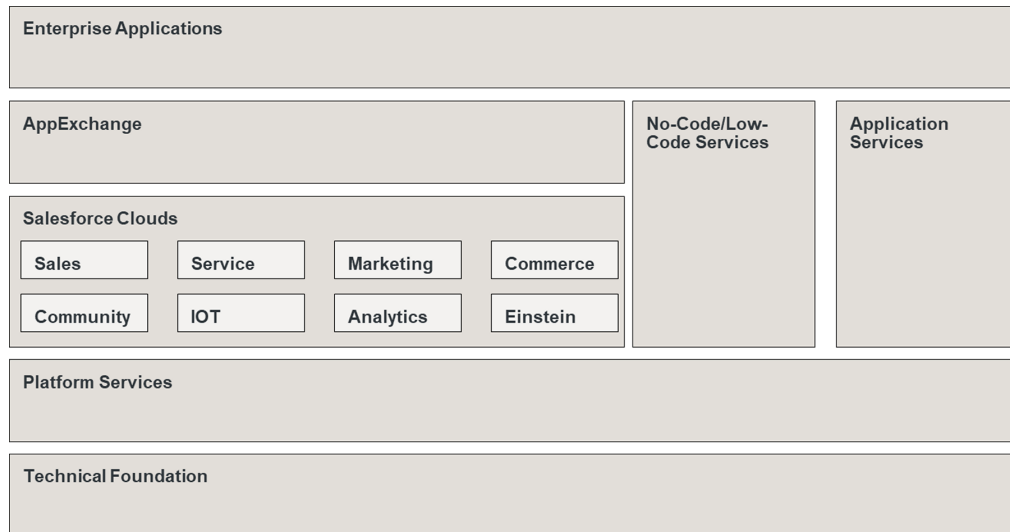 Enterprise Applications
AppExchange
No-Code/Low-
Code Services
Application
Services
Salesforce Clouds
Sales
Service
Marketing
Commerce
Community
IOT
Analytics
Einstein
Platform Services
Technical Foundation